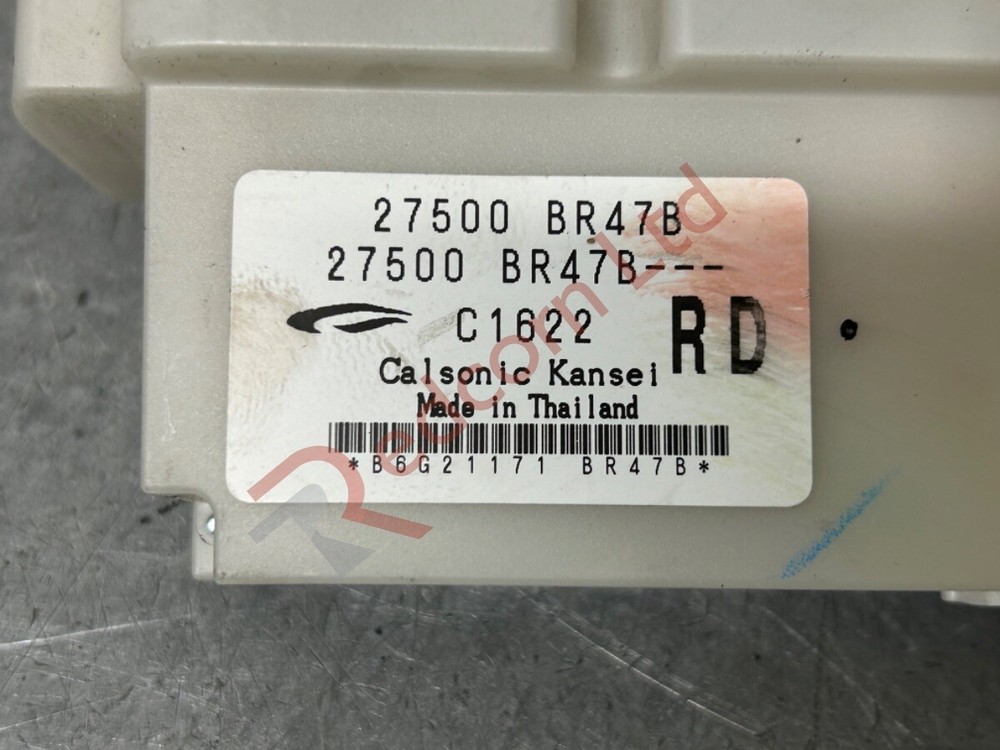 27500 BR47B
27500 BR47B---
C1622
RD
Calsonic Kansei
Made in Thailand
*B6G21171 BR47B*
Redcorn Ltd